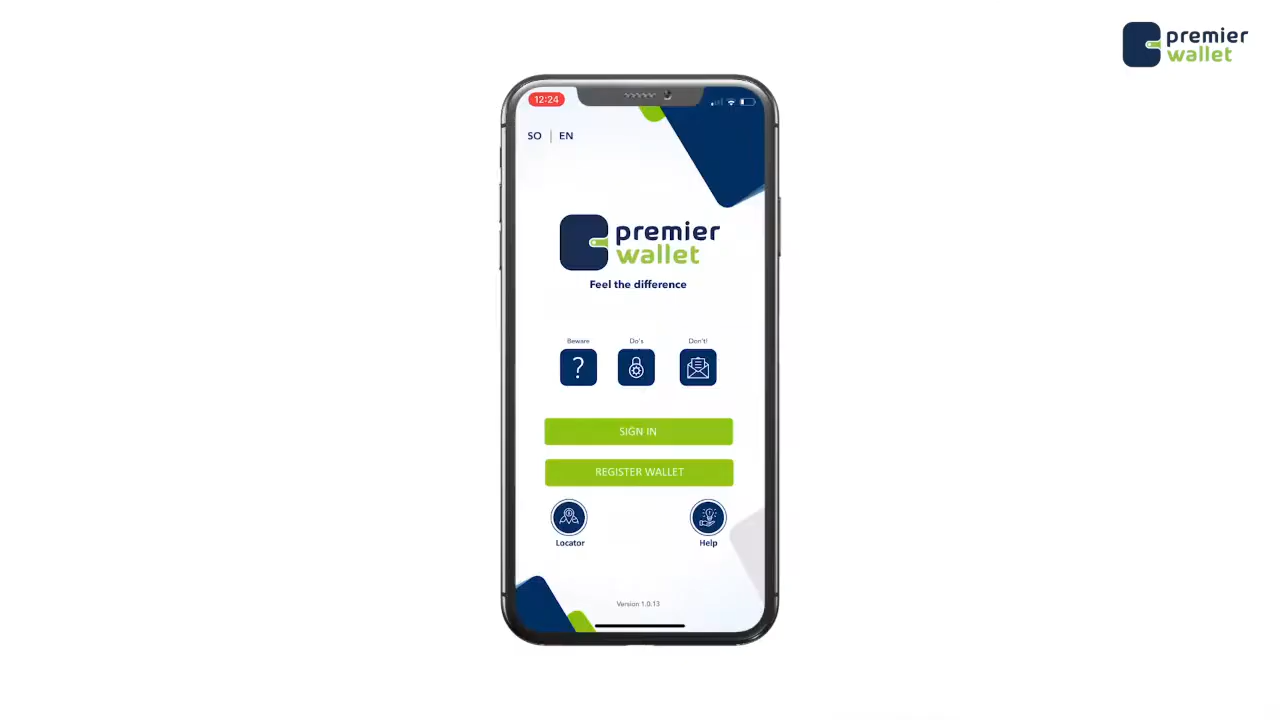 premier
wallet
12:24
SO | EN
premier
wallet
Feel the difference
Beware
Do's
Don't!
?
SIGN IN
REGISTER WALLET
Locator
Help
Version 1.0.13